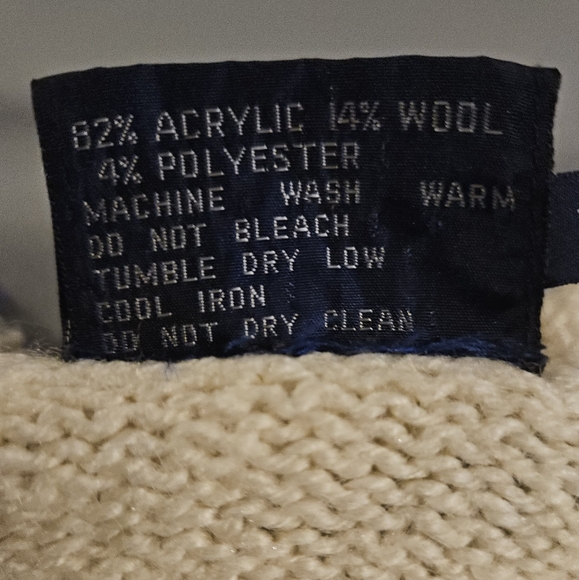 82% ACRYLIC 14% WOOL
4% POLYESTER
MACHINE WASH WARM
DO NOT BLEACH
TUMBLE DRY LOW
COOL IRON
DO NOT DRY CLEAN